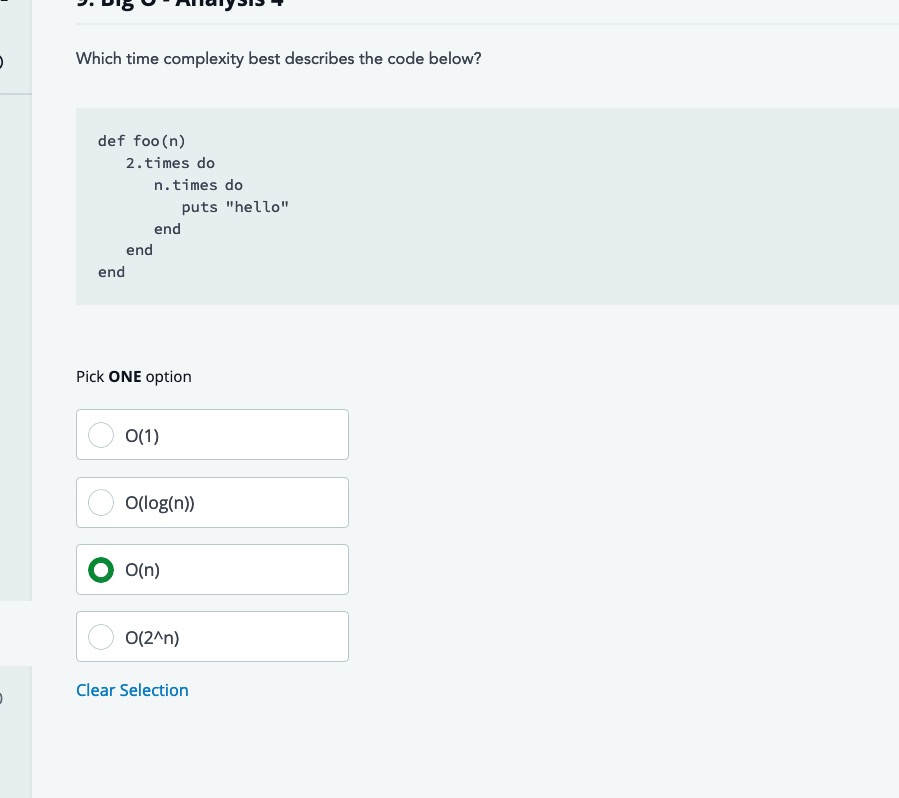 9. Big O - Analysis 4
Which time complexity best describes the code below?
def foo(n)
2.times do
n.times do
puts "hello"
end
end
end
Pick ONE option
O(1)
O(log(n))
O(n)
O(2^n)
Clear Selection